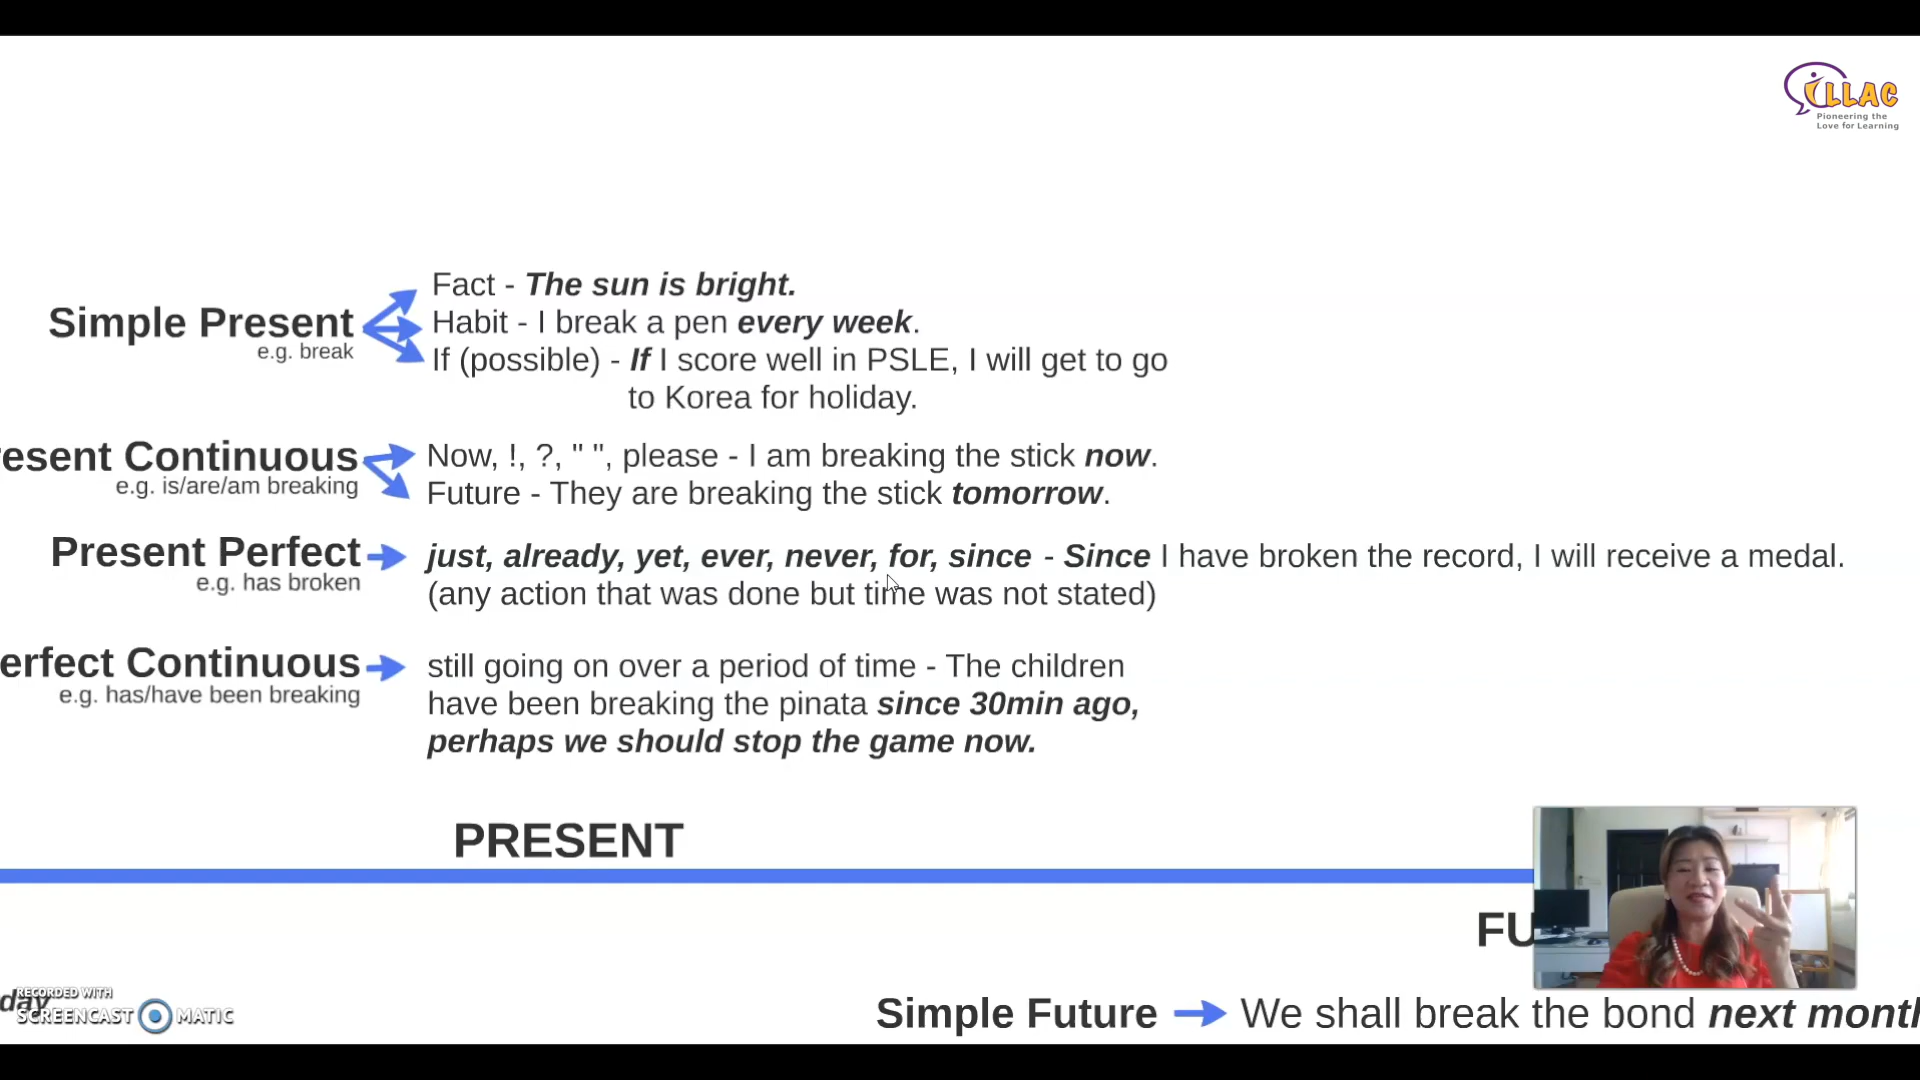 iLLAC
Pioneering the
Love for Learning
Simple Present
e.g. break
Fact - The sun is bright.
Habit - I break a pen every week.
If (possible) - If I score well in PSLE, I will get to go
to Korea for holiday.
esent Continuous
e.g. is/are/am breaking
Now, !, ?, " ", please - I am breaking the stick now.
Future - They are breaking the stick tomorrow.
Present Perfect
e.g. has broken
just, already, yet, ever, never, for, since - Since I have broken the record, I will receive a medal.
(any action that was done but time was not stated)
erfect Continuous
e.g. has/have been breaking
still going on over a period of time - The children
have been breaking the pinata since 30min ago,
perhaps we should stop the game now.
PRESENT
FU
day
RECORDED WITH
SCREENCAST MATIC
Simple Future
We shall break the bond next month